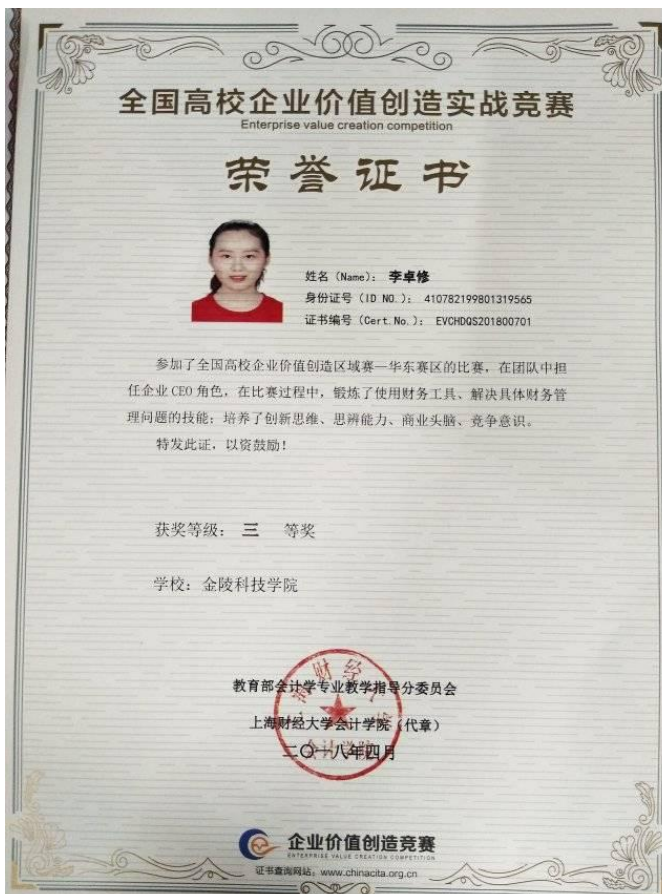 全国高校企业价值创造实战竞赛
Enterprise value creation competition
荣誉证书
姓名（Name）： 李卓修
身份证号（ID NO.）： 410782199801319565
证书编号（Cert.No.）： EVCHDQS201800701
参加了全国高校企业价值创造区域赛—华东赛区的比赛，在团队中担
任企业 CEO 角色，在比赛过程中，锻炼了使用财务工具、解决具体财务管
理问题的技能；培养了创新思维、思辨能力、商业头脑、竞争意识。
特发此证，以资鼓励！
获奖等级： 三 等奖
学校：金陵科技学院
教育部会计学专业教学指导分委员会
上海财经大学会计学院（代章）
二〇一八年四月
企业价值创造竞赛
ENTERPRISE VALUE CREATION COMPETITION
证书查询网站：www.chinacita.org.cn